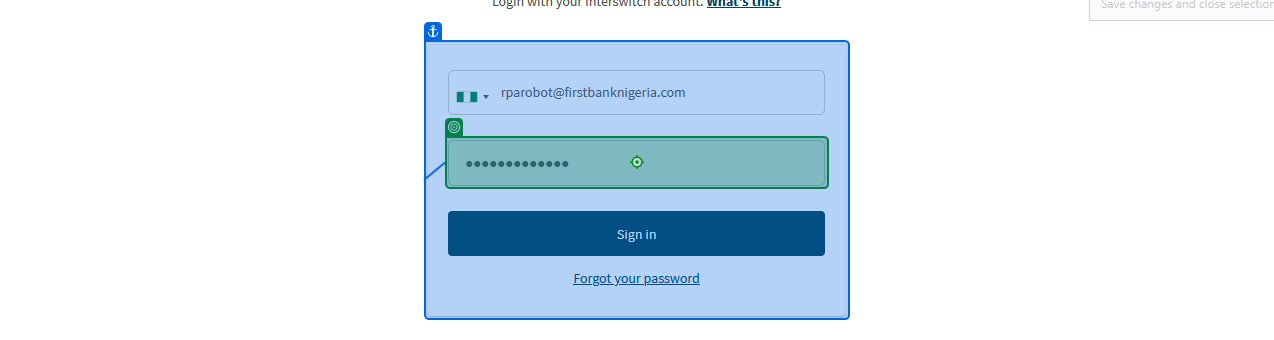 Login with your Interswitch account. What's this?
Save changes and close selection
rparobot@firstbanknigeria.com
•••••••••••••
Sign in
Forgot your password